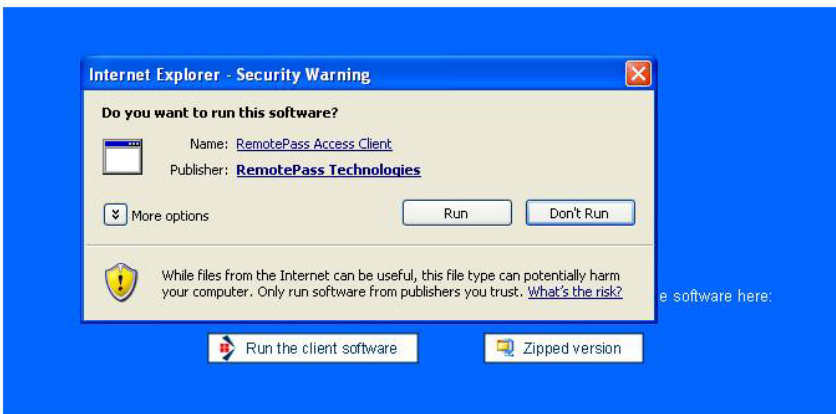 Internet Explorer - Security Warning
Do you want to run this software?
Name: RemotePass Access Client
Publisher: RemotePass Technologies
More options
Run
Don't Run
While files from the Internet can be useful, this file type can potentially harm
your computer. Only run software from publishers you trust. What's the risk?
e software here:
Run the client software
Zipped version